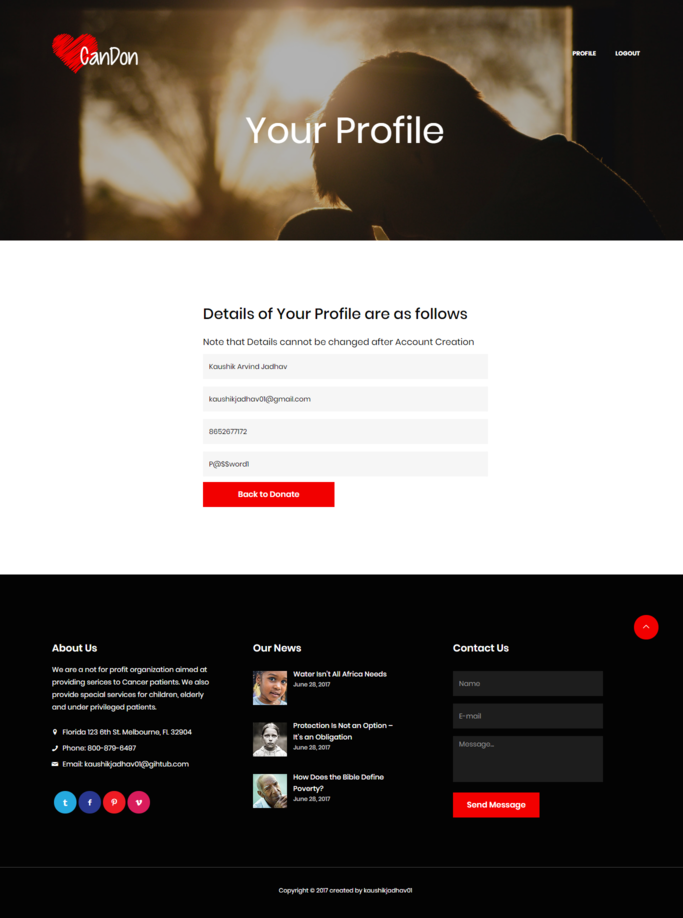 CanDon
PROFILE LOGOUT
Your Profile
Details of Your Profile are as follows
Note that Details cannot be changed after Account Creation
Kaushik Arvind Jadhav
kaushikjadhav01@gmail.com
8652677172
P@$$word1
Back to Donate
About Us
We are a not for profit organization aimed at
providing serices to Cancer patients. We also
provide special services for children, elderly
and under privileged patients.
Florida 123 6th St. Melbourne, FL 32904
Phone: 800-879-6497
Email: kaushikjadhav01@gihtub.com
Our News
Water Isn't All Africa Needs
June 28, 2017
Protection Is Not an Option –
It's an Obligation
June 28, 2017
How Does the Bible Define
Poverty?
June 28, 2017
Contact Us
Name
E-mail
Message...
Send Message
Copyright © 2017 created by kaushikjadhav01